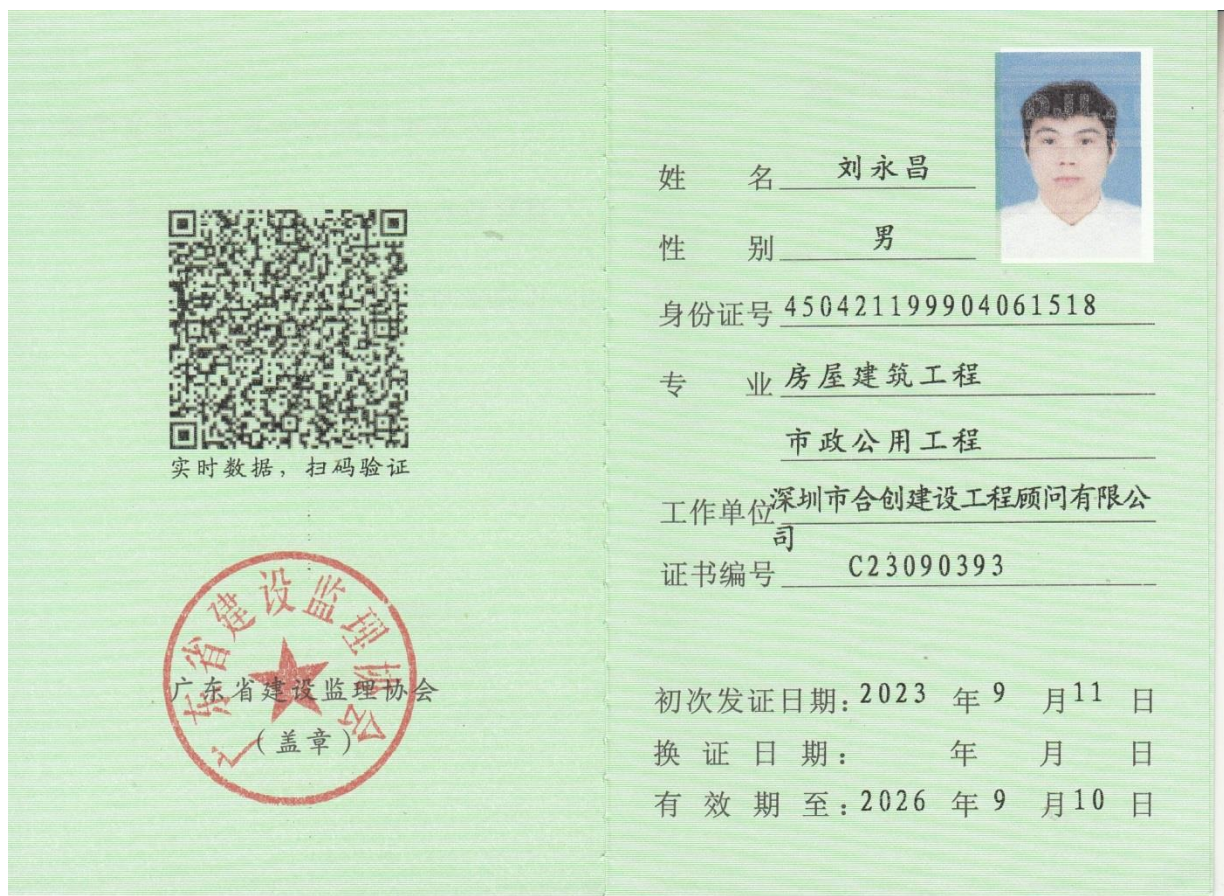 实时数据，扫码验证
广东省建设监理协会
广东省建设监理协会
（盖章）
姓名 刘永昌
性别 男
身份证号 450421199904061518
专业 房屋建筑工程
市政公用工程
工作单位 深圳市合创建设工程顾问有限公
司
证书编号 C23090393
初次发证日期：2023 年 9 月 11 日
换证日期： 年 月 日
有效期至：2026 年 9 月 10 日